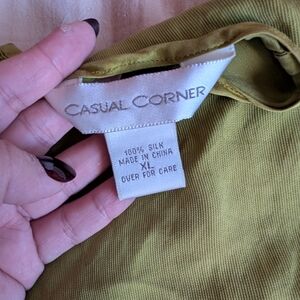 CASUAL CORNER
100% SILK
MADE IN CHINA
XL
OVER FOR CARE